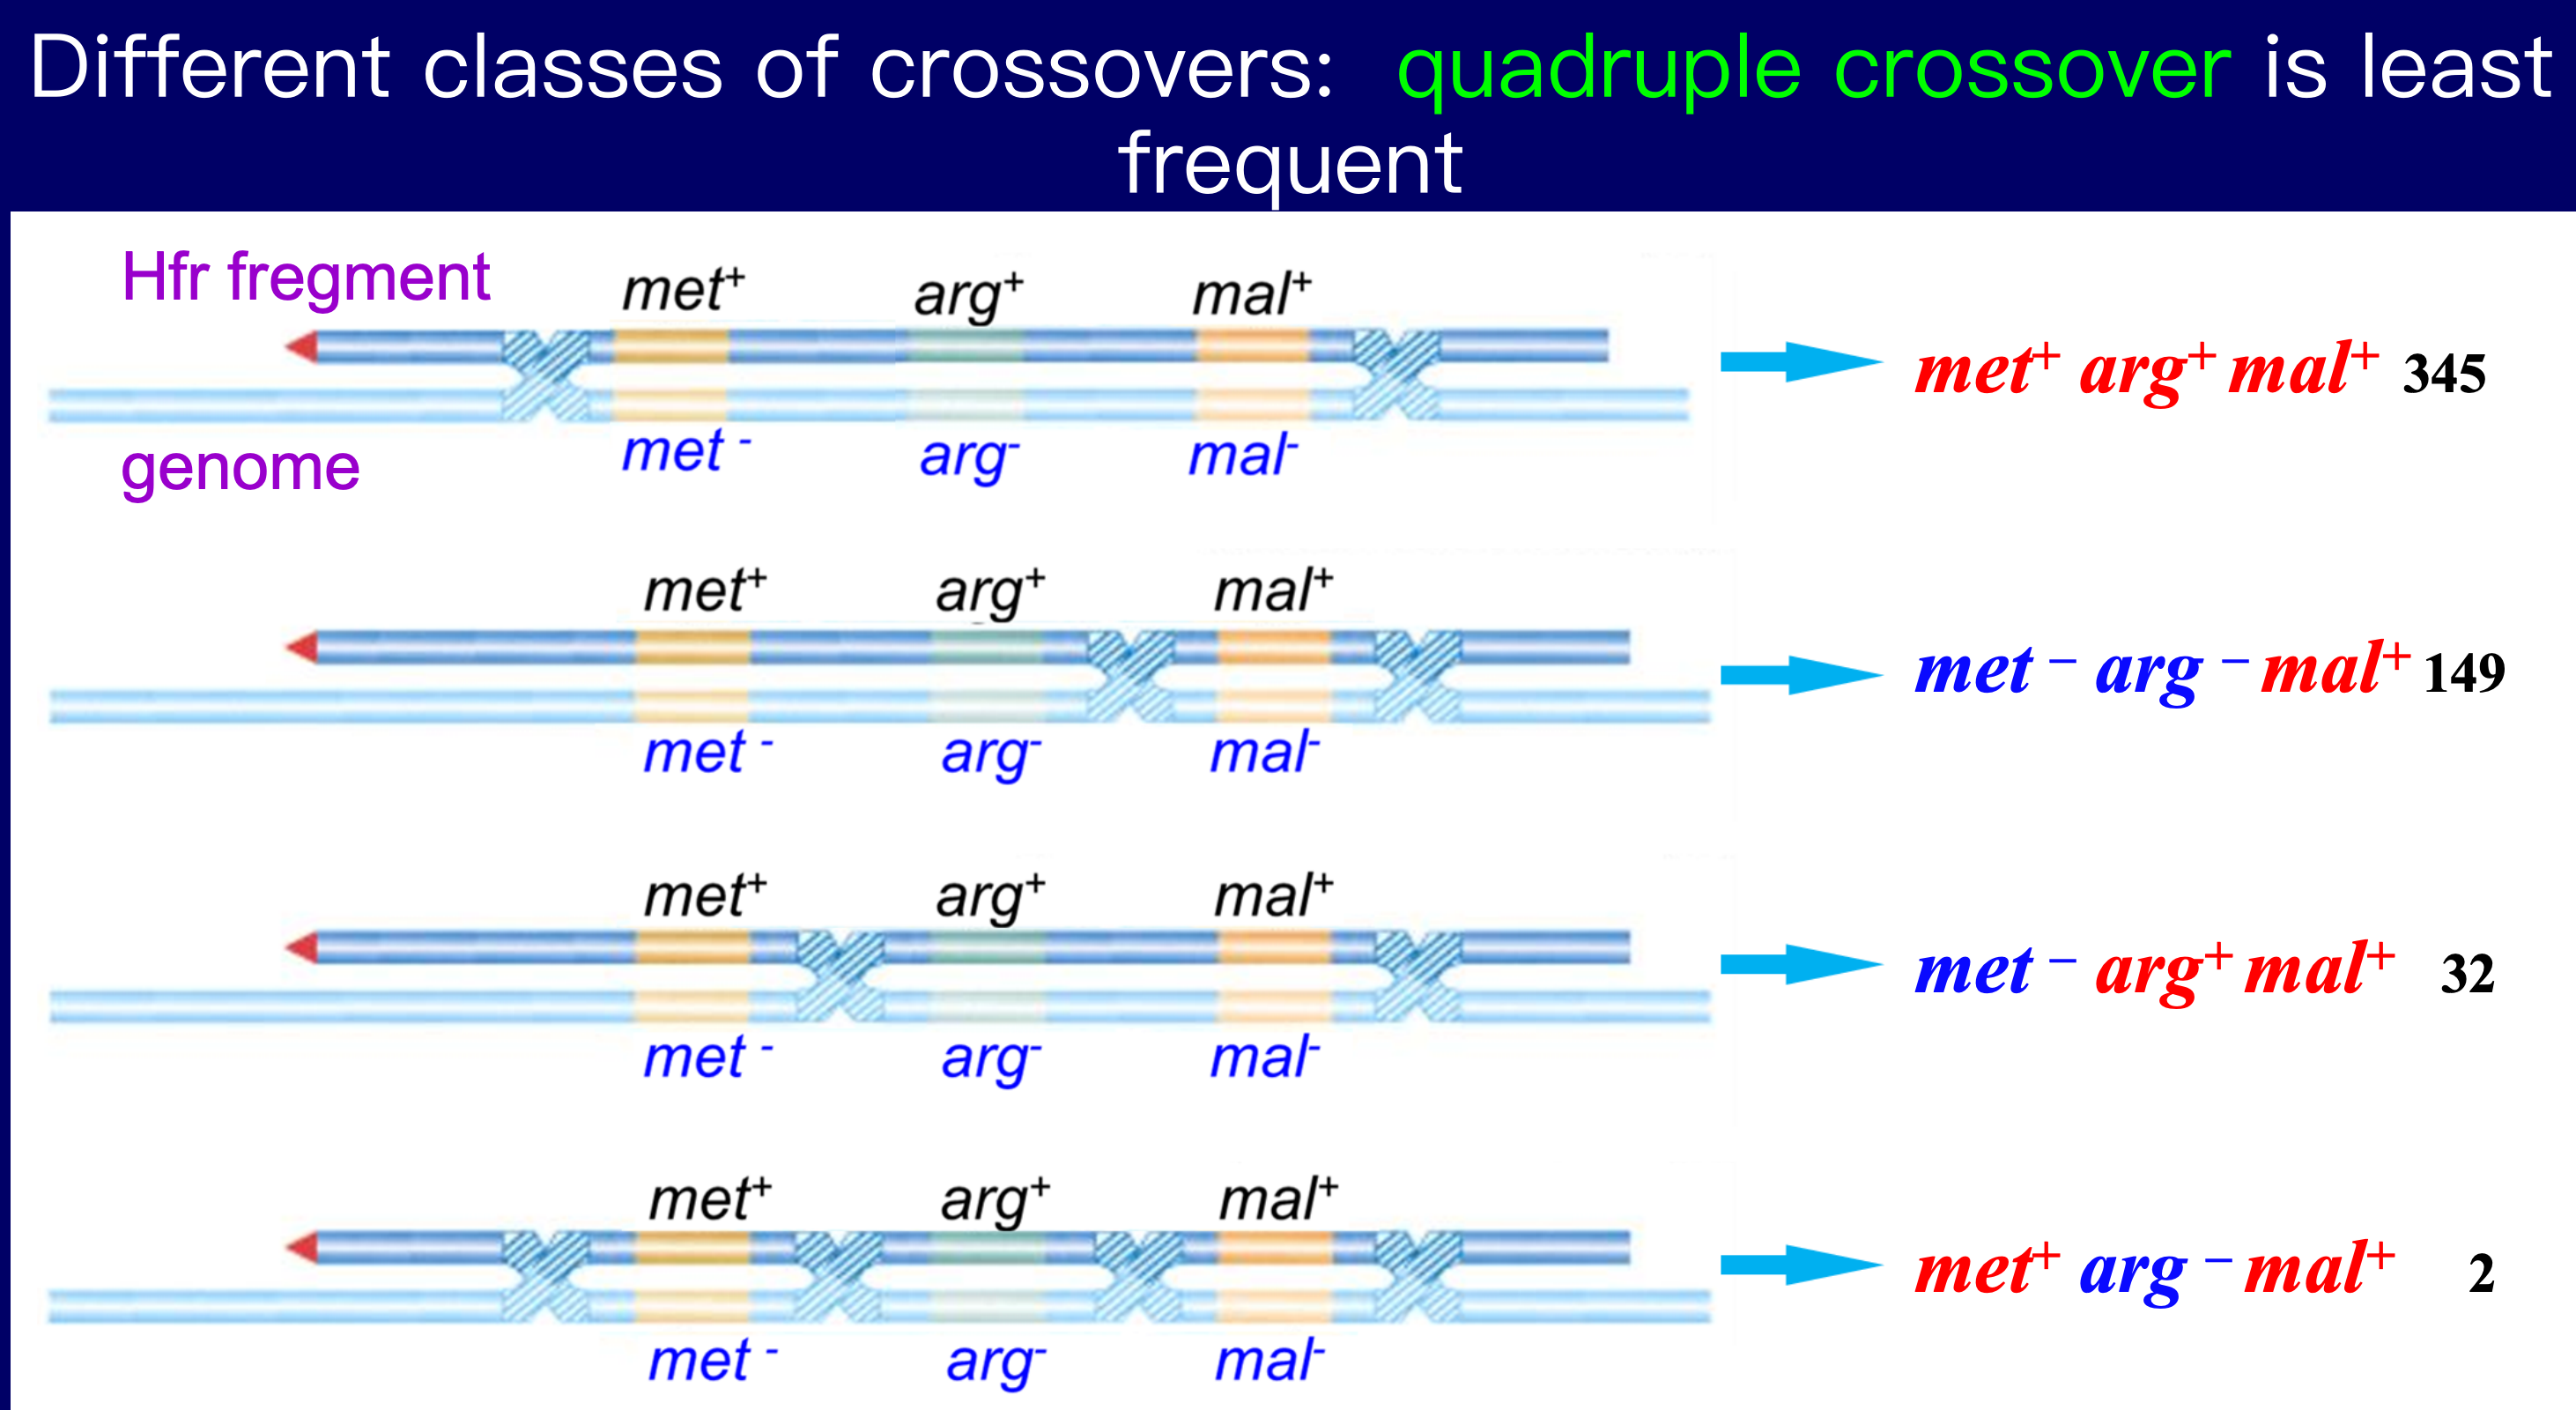 Different classes of crossovers: quadruple crossover is least
frequent
Hfr fregment
met+ arg+ mal+
genome
met - arg- mal-
met+ arg+ mal+ 345
met+ arg+ mal+
met - arg- mal-
met – arg – mal+ 149
met+ arg+ mal+
met - arg- mal-
met – arg+ mal+ 32
met+ arg+ mal+
met - arg- mal-
met+ arg – mal+ 2